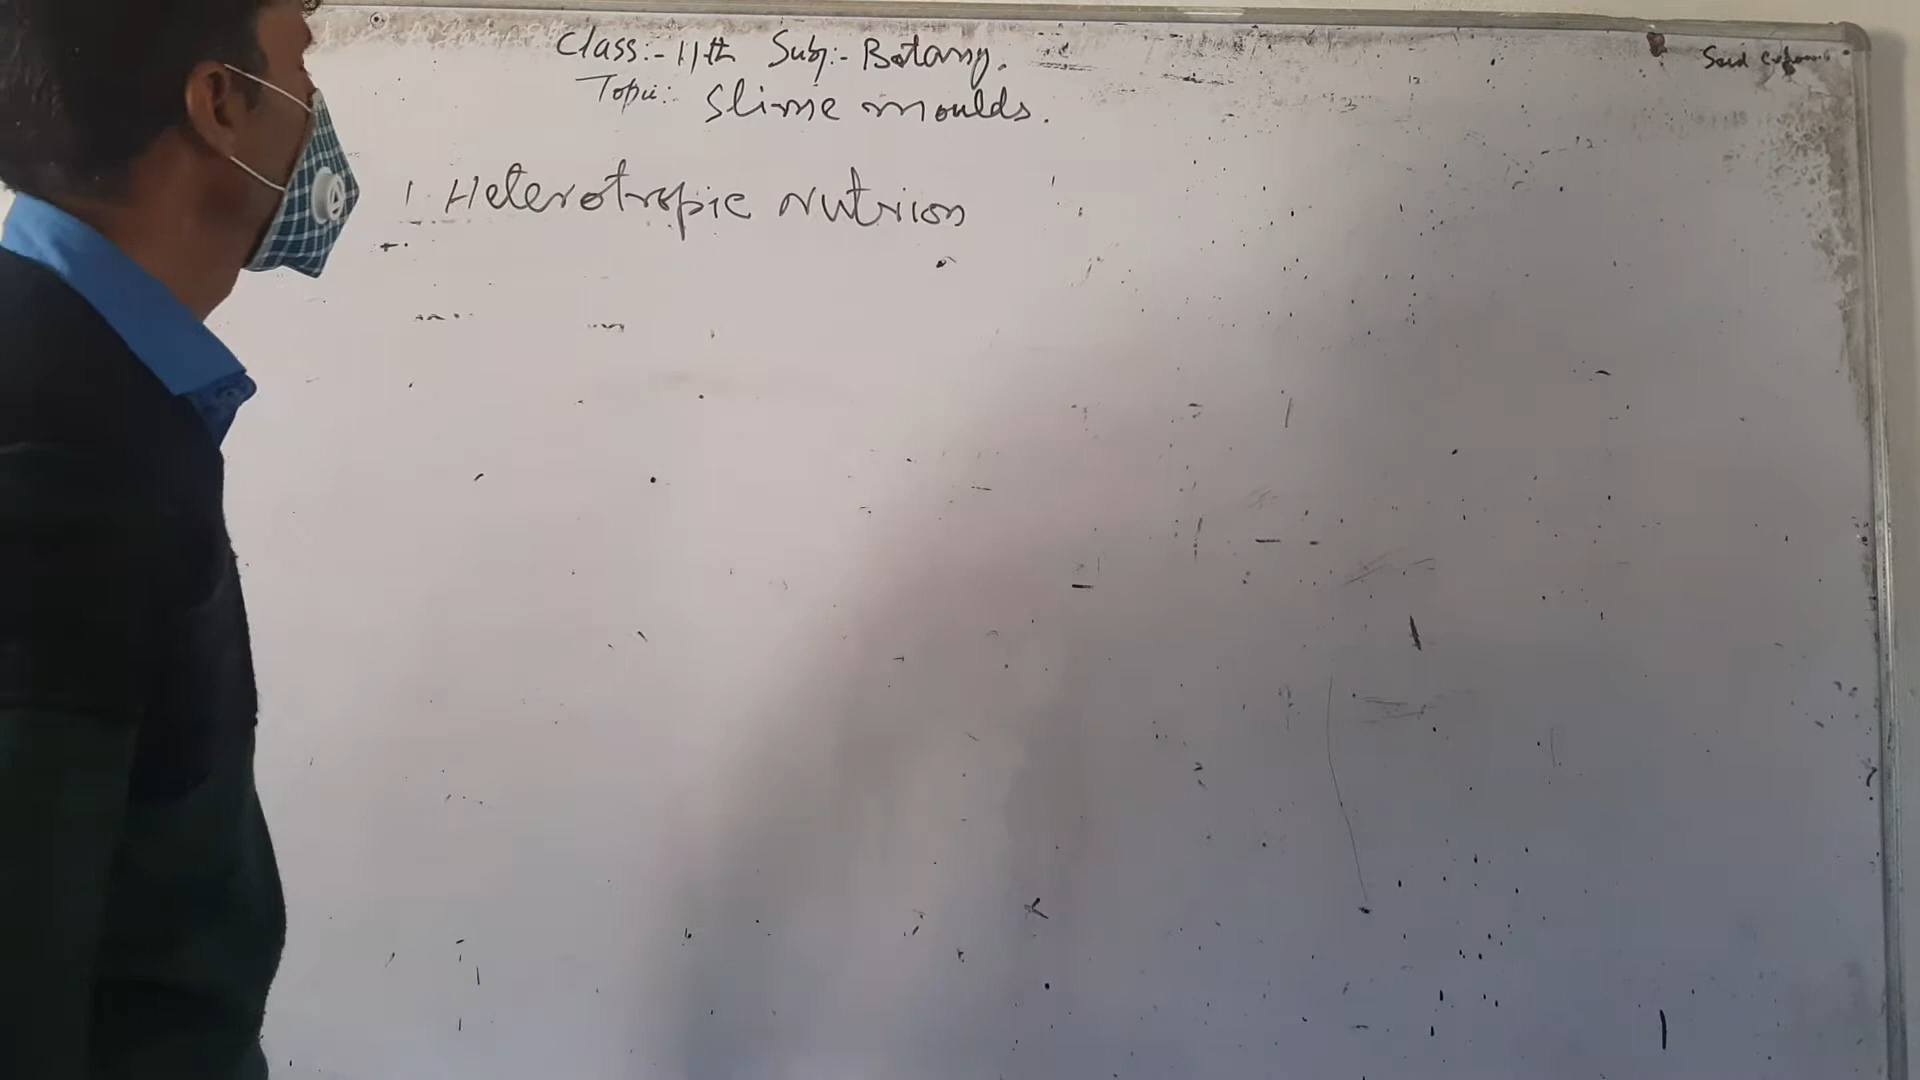 Class:- 11th Subj:- Botany.
Topic: Slime moulds.
1 Heterotropic nutrion